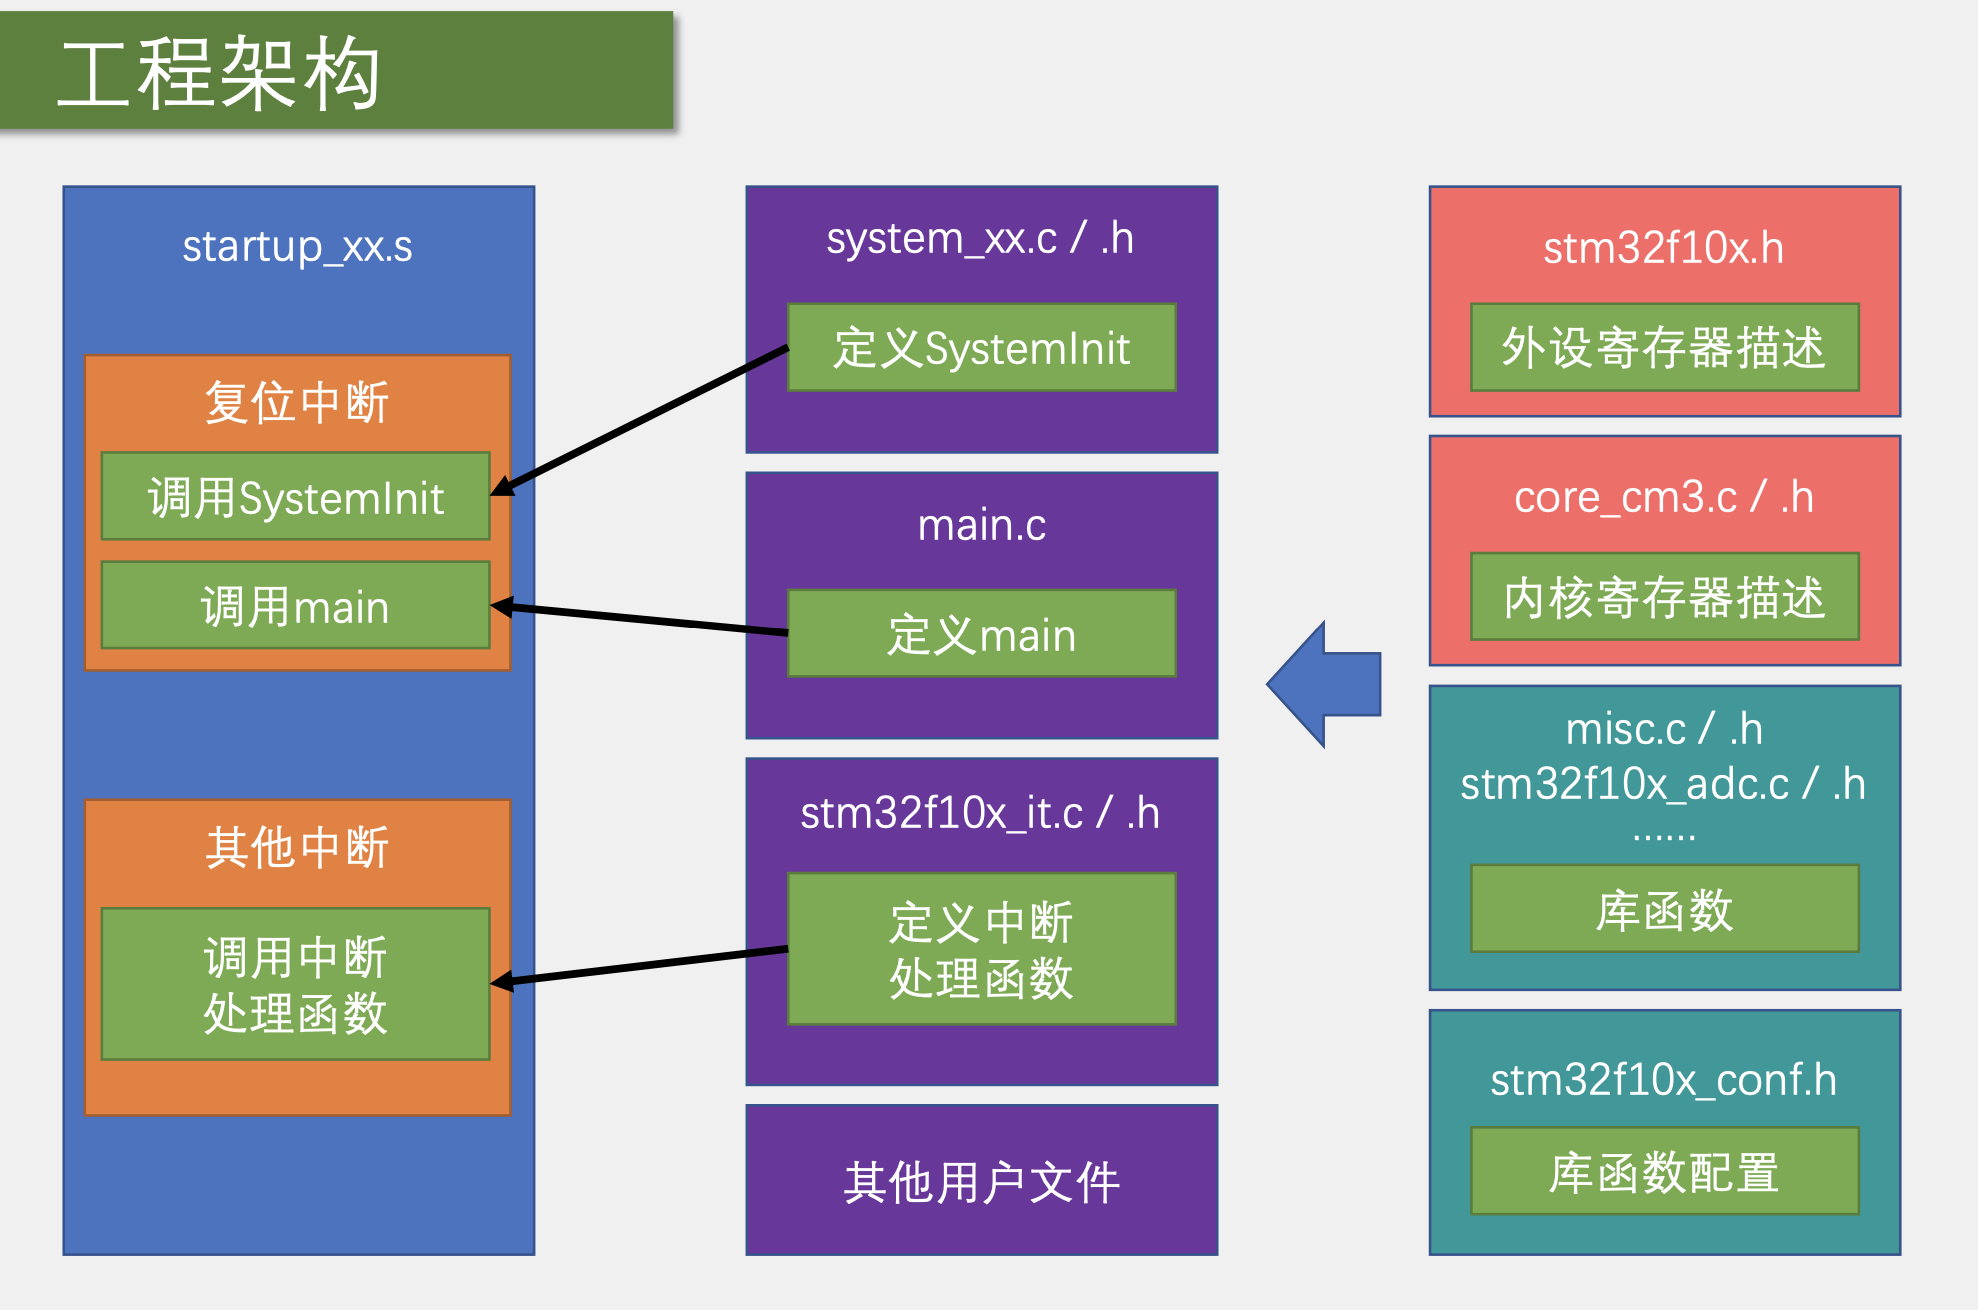 工程架构
startup_xx.s
复位中断
调用SystemInit
调用main
其他中断
调用中断
处理函数
system_xx.c / .h
定义SystemInit
main.c
定义main
stm32f10x_it.c / .h
定义中断
处理函数
其他用户文件
stm32f10x.h
外设寄存器描述
core_cm3.c / .h
内核寄存器描述
misc.c / .h
stm32f10x_adc.c / .h
……
库函数
stm32f10x_conf.h
库函数配置